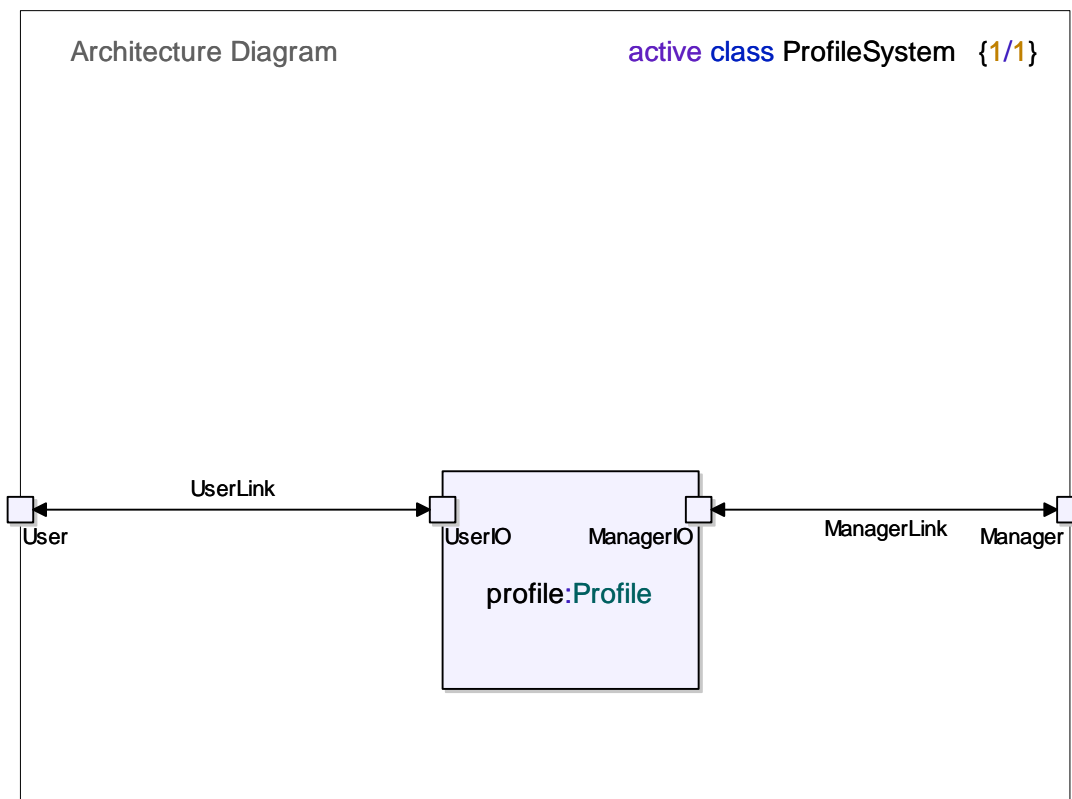 Architecture Diagram
active class ProfileSystem {1/1}
UserLink
User
UserIO
ManagerIO
ManagerLink
Manager
profile:Profile